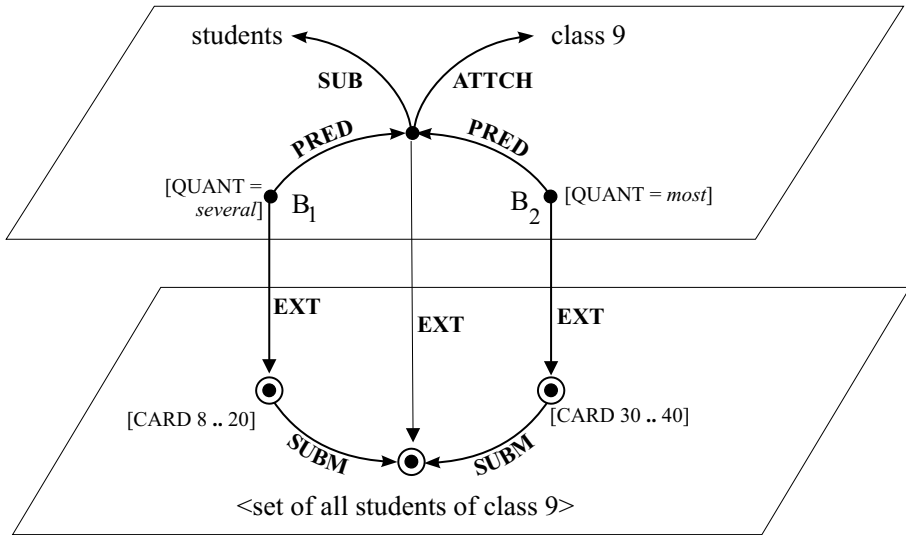 students
class 9
SUB
ATTCH
PRED
PRED
[QUANT =
several]
B1
B2
[QUANT = most]
EXT
EXT
EXT
[CARD 8 .. 20]
[CARD 30 .. 40]
SUBM
SUBM
<set of all students of class 9>